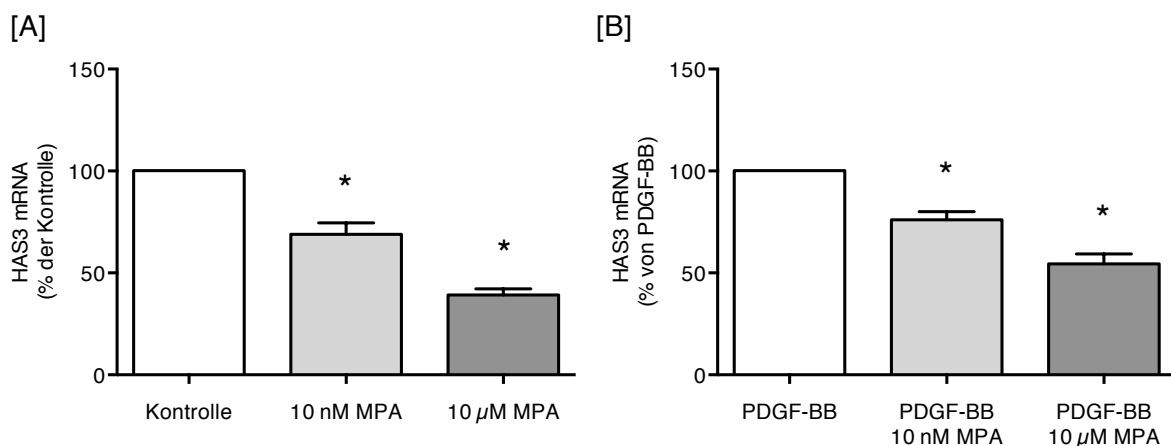 [A]
HAS3 mRNA
(% der Kontrolle)
150
100
50
0
*
*
Kontrolle
10 nM MPA
10 µM MPA
[B]
HAS3 mRNA
(% von PDGF-BB)
150
100
50
0
*
*
PDGF-BB
PDGF-BB
10 nM MPA
PDGF-BB
10 µM MPA